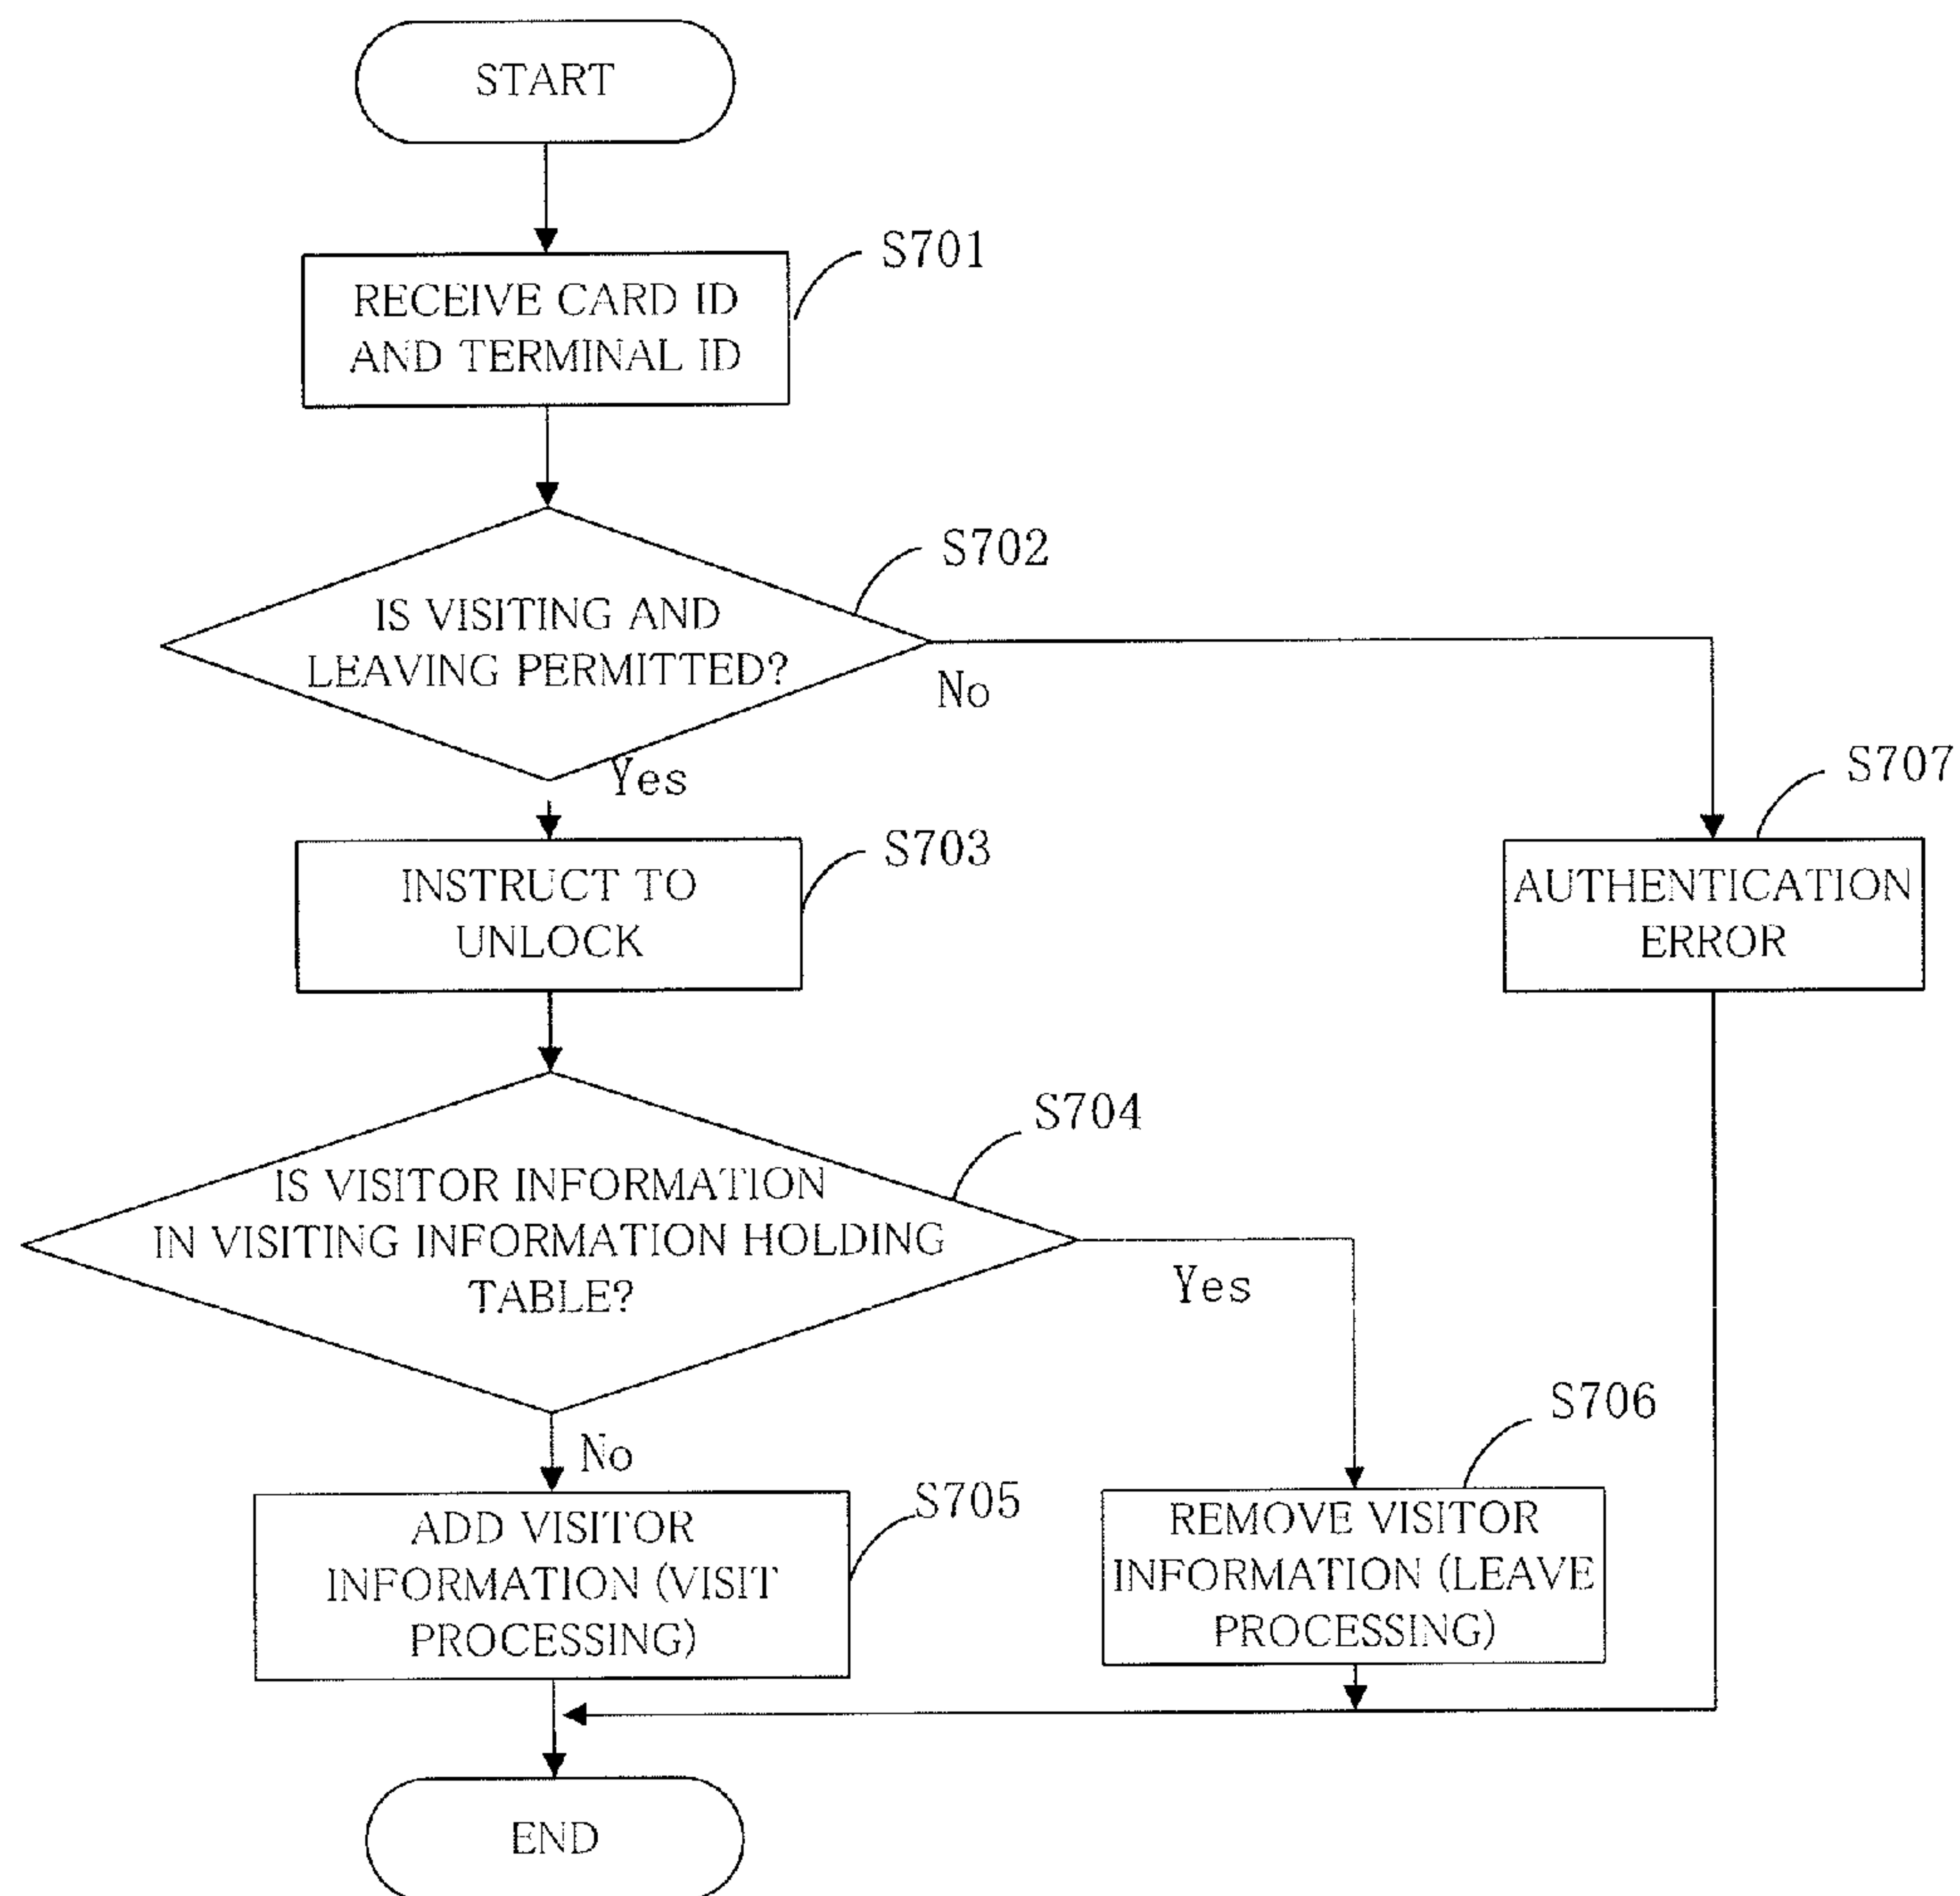 START
S701
RECEIVE CARD ID
AND TERMINAL ID
S702
IS VISITING AND
LEAVING PERMITTED?
No
Yes
S707
S703
INSTRUCT TO
UNLOCK
AUTHENTICATION
ERROR
S704
IS VISITOR INFORMATION
IN VISITING INFORMATION HOLDING
TABLE?
Yes
S706
No
S705
ADD VISITOR
INFORMATION (VISIT
PROCESSING)
REMOVE VISITOR
INFORMATION (LEAVE
PROCESSING)
END